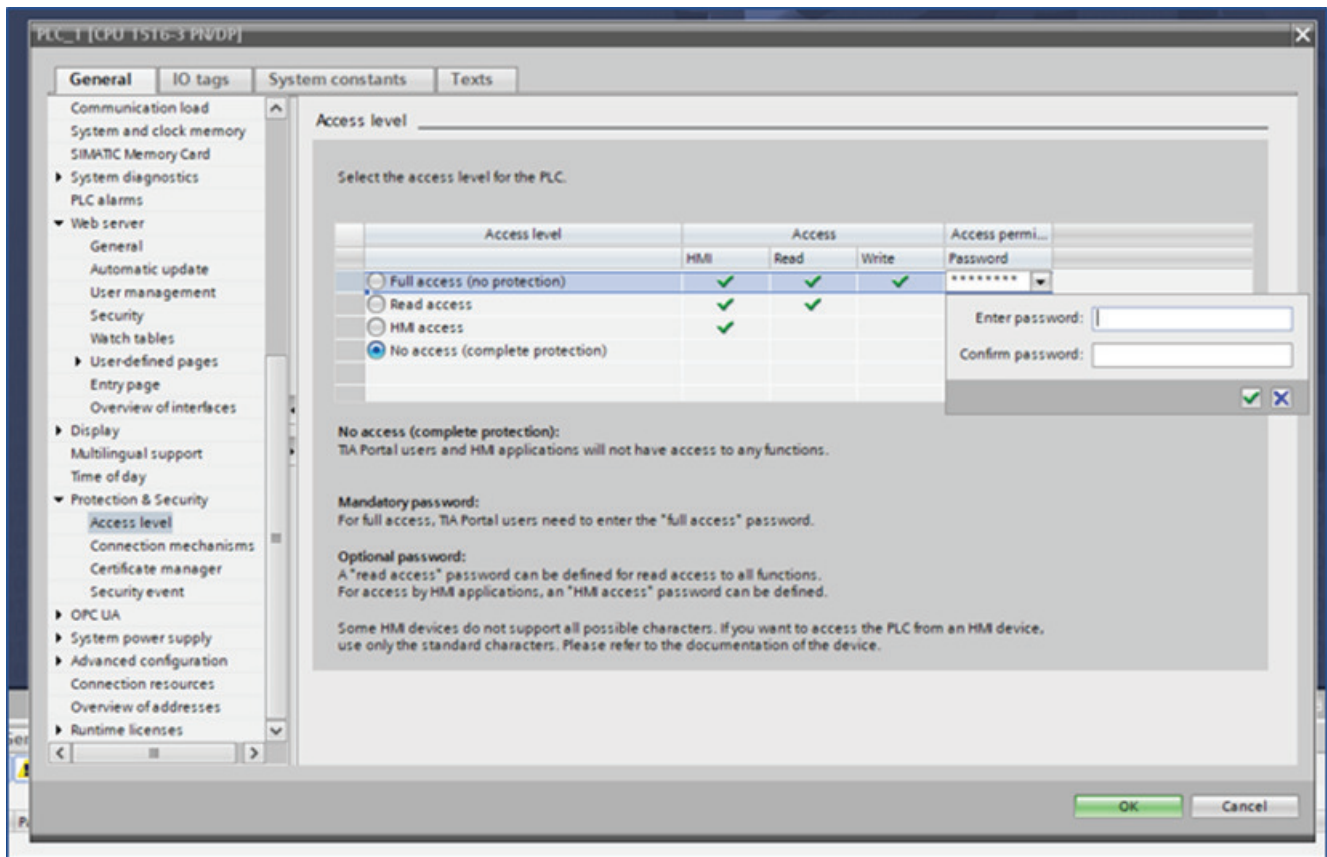 PLC_1 [CPU 1516-3 PN/DP]
General
IO tags
System constants
Texts
Communication load
System and clock memory
SIMATIC Memory Card
System diagnostics
PLC alarms
Web server
General
Automatic update
User management
Security
Watch tables
User-defined pages
Entry page
Overview of interfaces
Display
Multilingual support
Time of day
Protection & Security
Access level
Connection mechanisms
Certificate manager
Security event
OPC UA
System power supply
Advanced configuration
Connection resources
Overview of addresses
Runtime licenses
Access level
Select the access level for the PLC.
Access level Access Access permi...
HMI Read Write Password
Full access (no protection) ********
Read access
HMI access
No access (complete protection)
Enter password:
Confirm password:
No access (complete protection):
TIA Portal users and HMI applications will not have access to any functions.
Mandatory password:
For full access, TIA Portal users need to enter the "full access" password.
Optional password:
A "read access" password can be defined for read access to all functions.
For access by HMI applications, an "HMI access" password can be defined.
Some HMI devices do not support all possible characters. If you want to access the PLC from an HMI device,
use only the standard characters. Please refer to the documentation of the device.
OK
Cancel